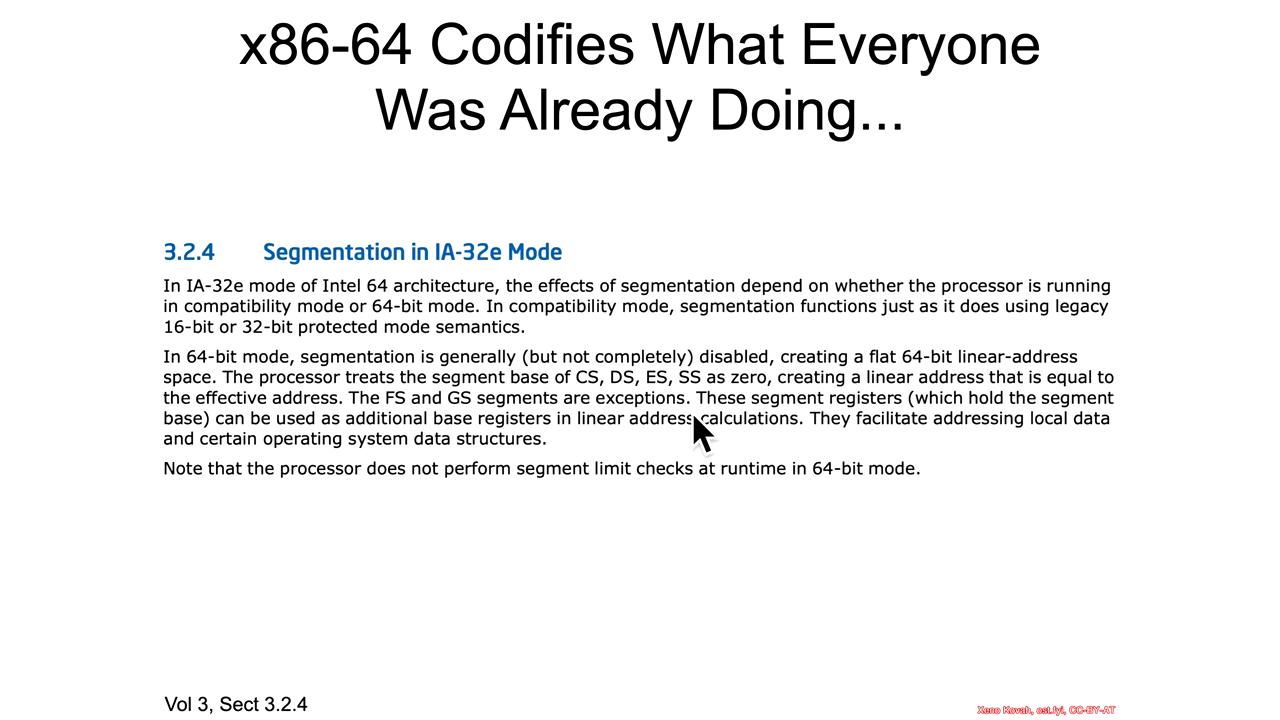 x86-64 Codifies What Everyone
Was Already Doing...
3.2.4 Segmentation in IA-32e Mode
In IA-32e mode of Intel 64 architecture, the effects of segmentation depend on whether the processor is running
in compatibility mode or 64-bit mode. In compatibility mode, segmentation functions just as it does using legacy
16-bit or 32-bit protected mode semantics.
In 64-bit mode, segmentation is generally (but not completely) disabled, creating a flat 64-bit linear-address
space. The processor treats the segment base of CS, DS, ES, SS as zero, creating a linear address that is equal to
the effective address. The FS and GS segments are exceptions. These segment registers (which hold the segment
base) can be used as additional base registers in linear address calculations. They facilitate addressing local data
and certain operating system data structures.
Note that the processor does not perform segment limit checks at runtime in 64-bit mode.
Vol 3, Sect 3.2.4
Xeno Kovah, ost.fyi, CC-BY-AT